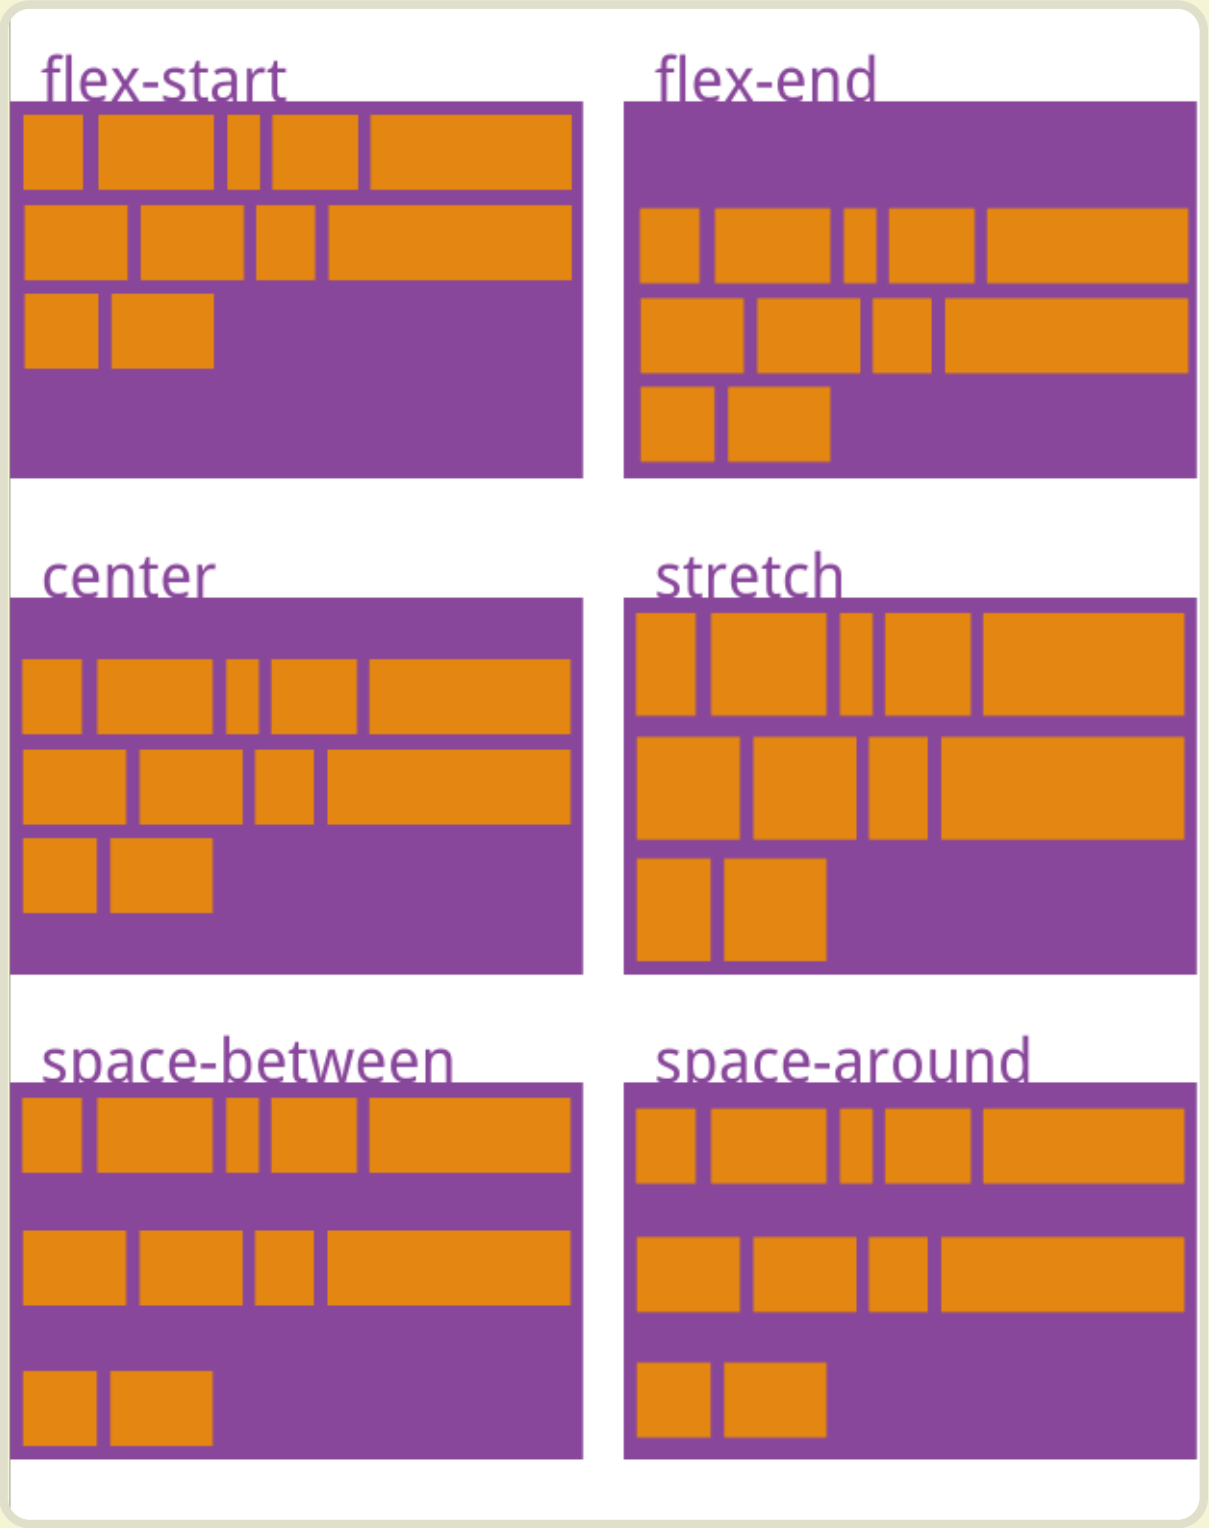 flex-start
flex-end
center
stretch
space-between
space-around